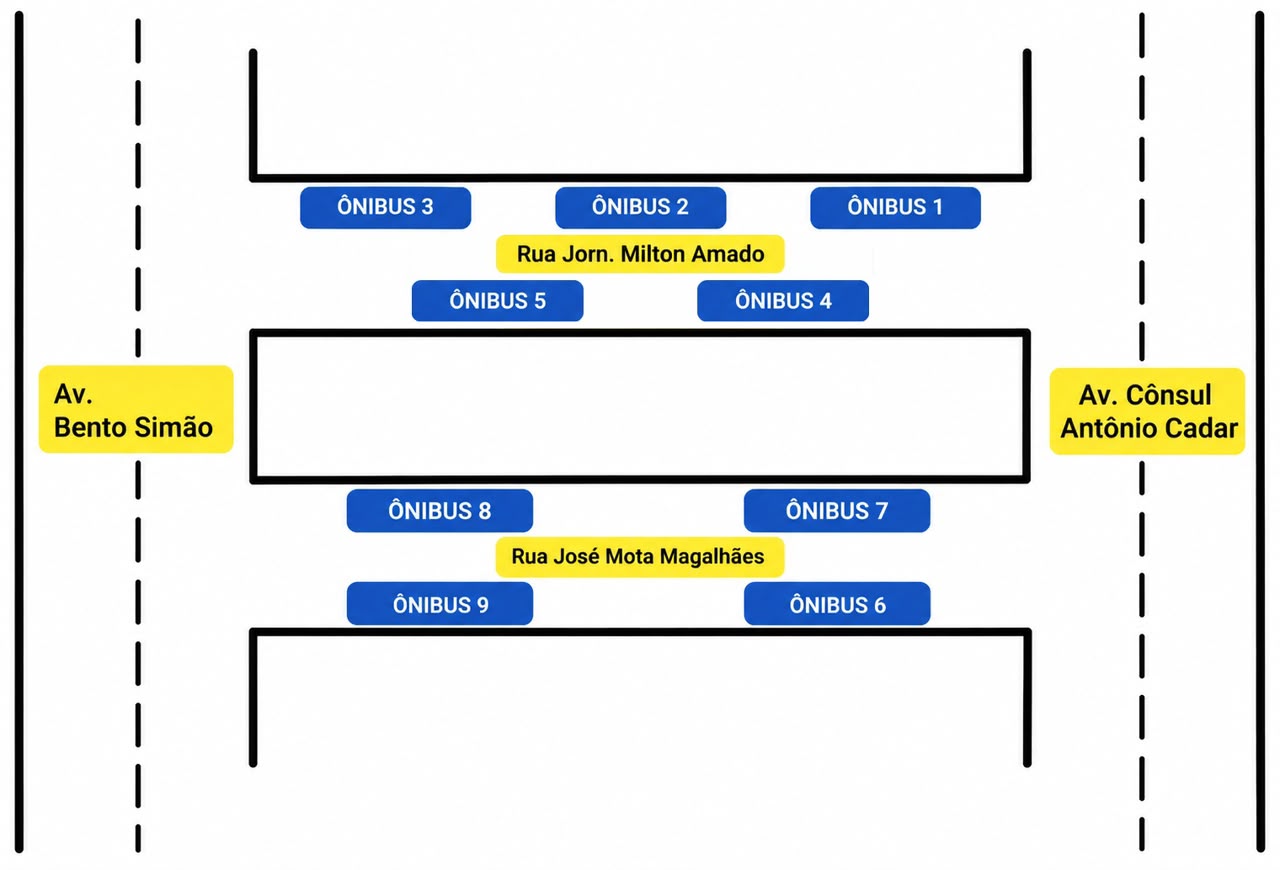 ÔNIBUS 3
ÔNIBUS 2
ÔNIBUS 1
Rua Jorn. Milton Amado
ÔNIBUS 5
ÔNIBUS 4
Av.
Bento Simão
Av. Cônsul
Antônio Cadar
ÔNIBUS 8
ÔNIBUS 7
Rua José Mota Magalhães
ÔNIBUS 9
ÔNIBUS 6